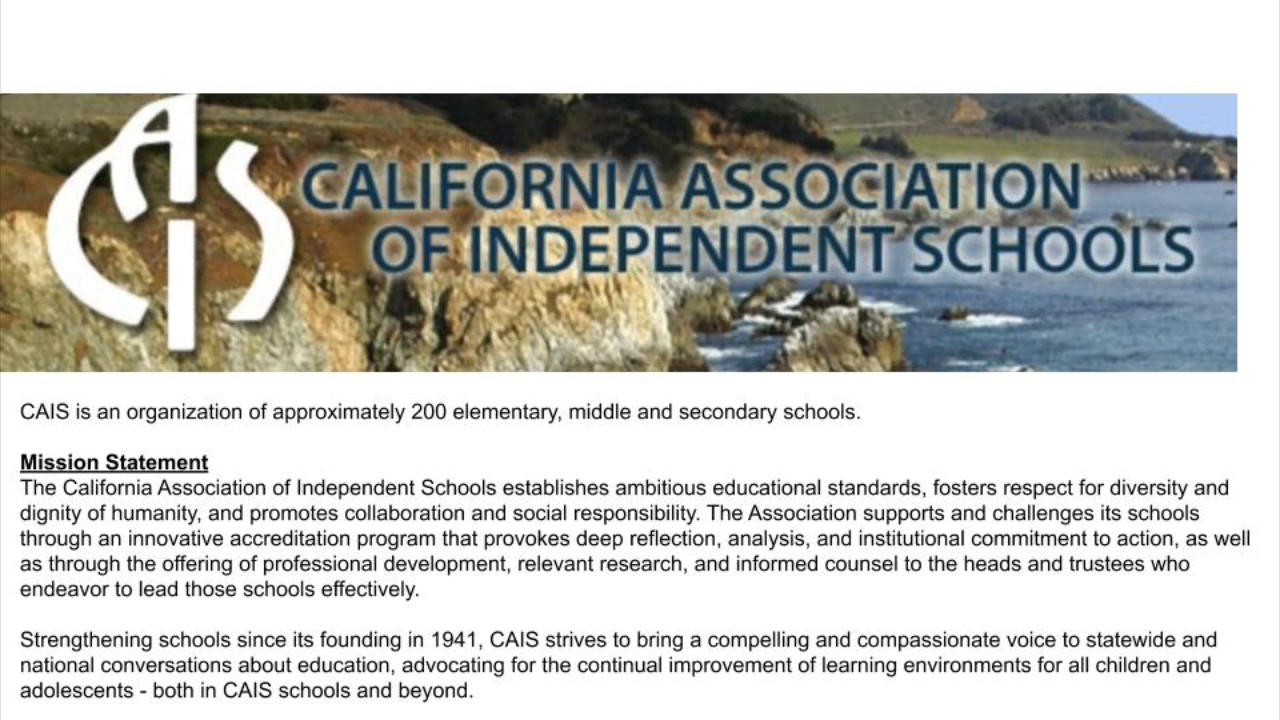 CAIS
CALIFORNIA ASSOCIATION
OF INDEPENDENT SCHOOLS
CAIS is an organization of approximately 200 elementary, middle and secondary schools.
Mission Statement
The California Association of Independent Schools establishes ambitious educational standards, fosters respect for diversity and
dignity of humanity, and promotes collaboration and social responsibility. The Association supports and challenges its schools
through an innovative accreditation program that provokes deep reflection, analysis, and institutional commitment to action, as well
as through the offering of professional development, relevant research, and informed counsel to the heads and trustees who
endeavor to lead those schools effectively.
Strengthening schools since its founding in 1941, CAIS strives to bring a compelling and compassionate voice to statewide and
national conversations about education, advocating for the continual improvement of learning environments for all children and
adolescents - both in CAIS schools and beyond.